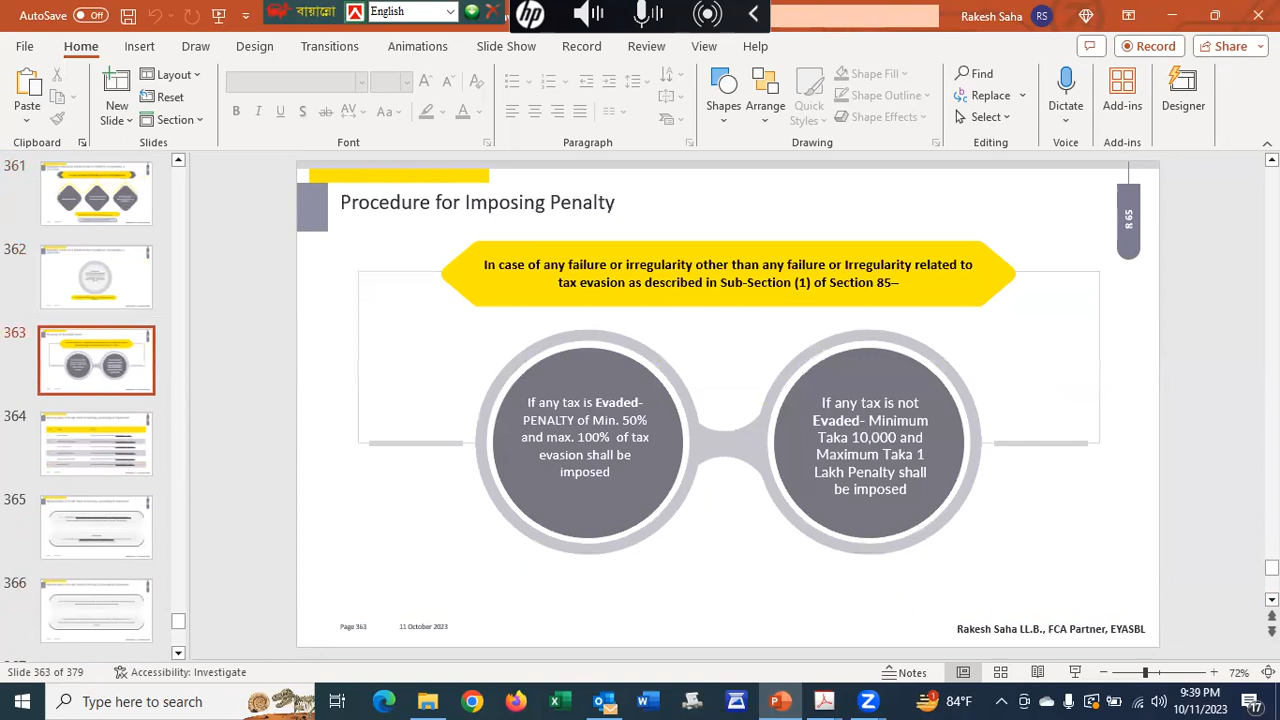 AutoSave
Off
বায়ান্নো
English
hp
Rakesh Saha
RS
File
Home
Insert
Draw
Design
Transitions
Animations
Slide Show
Record
Review
View
Help
Record
Share
Paste
New
Slide
Layout
Reset
Section
Shapes
Arrange
Quick
Styles
Shape Fill
Shape Outline
Shape Effects
Find
Replace
Select
Dictate
Add-ins
Designer
Clipboard
Slides
Font
Paragraph
Drawing
Editing
Voice
Add-ins
361
362
363
364
365
366
Procedure for Imposing Penalty
R 65
In case of any failure or irregularity other than any failure or Irregularity related to
tax evasion as described in Sub-Section (1) of Section 85–
If any tax is Evaded-
PENALTY of Min. 50%
and max. 100% of tax
evasion shall be
imposed
If any tax is not
Evaded- Minimum
Taka 10,000 and
Maximum Taka 1
Lakh Penalty shall
be imposed
Page 363
11 October 2023
Rakesh Saha LL.B., FCA Partner, EYASBL
Slide 363 of 379
Accessibility: Investigate
Notes
72%
Type here to search
84°F
9:39 PM
10/11/2023
17